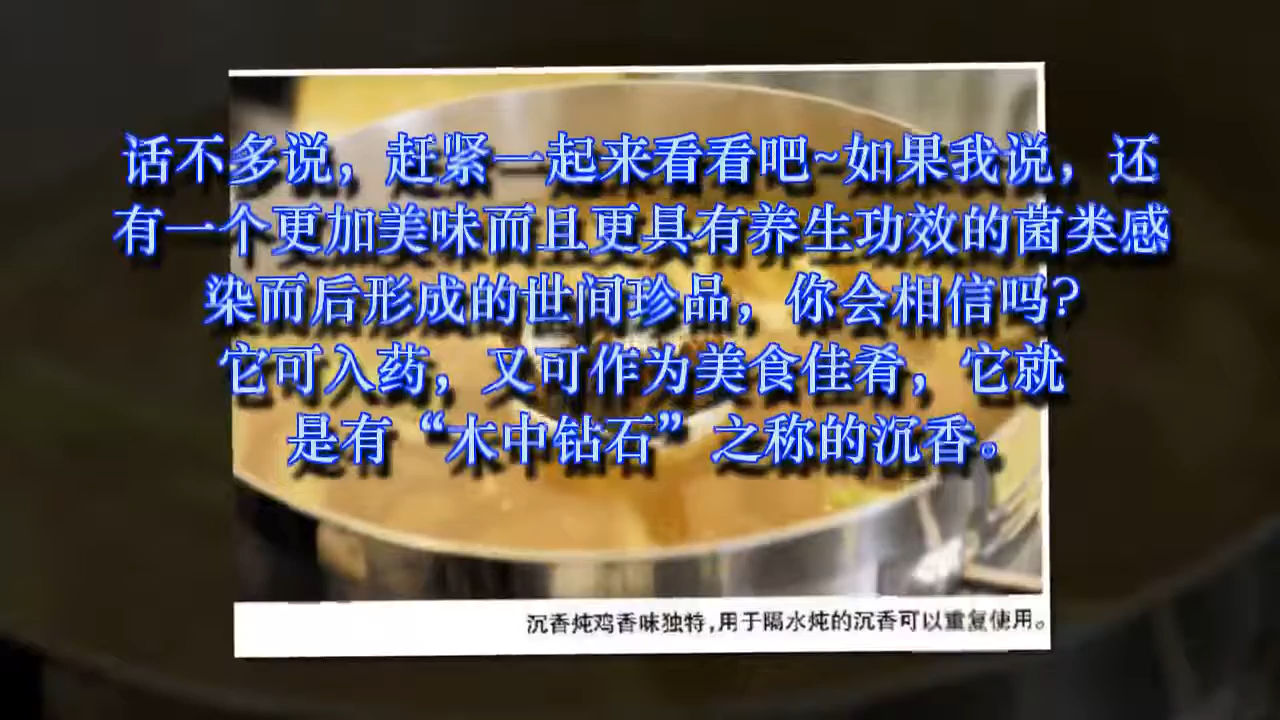 话不多说，赶紧一起来看看吧~如果我说，还
有一个更加美味而且更具有养生功效的菌类感
染而后形成的世间珍品，你会相信吗？
它可入药，又可作为美食佳肴，它就
是有“木中钻石”之称的沉香。
沉香炖鸡香味独特,用于隔水炖的沉香可以重复使用。